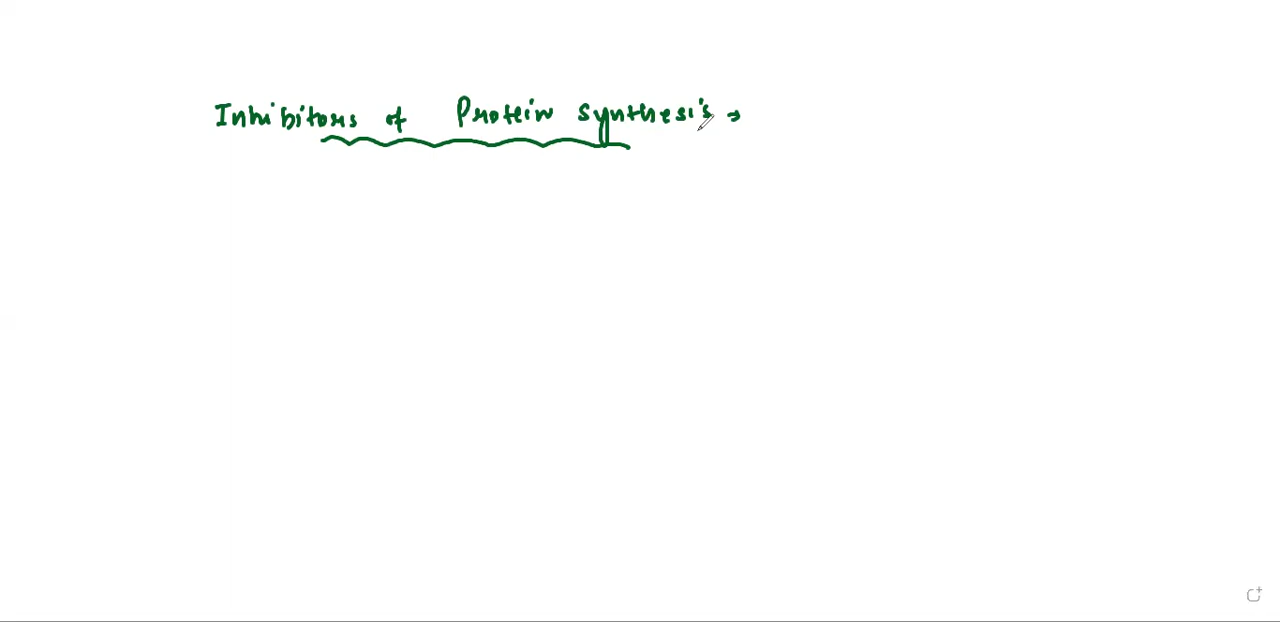 Inhibitors of Protein synthesis →